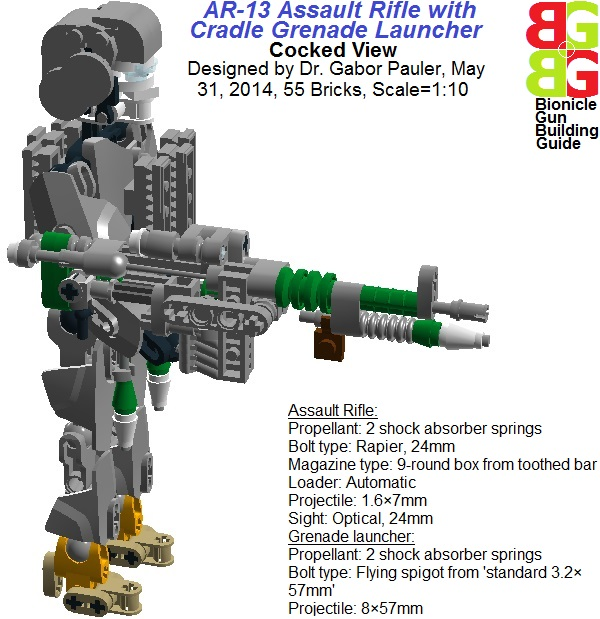 AR-13 Assault Rifle with
Cradle Grenade Launcher
Cocked View
Designed by Dr. Gabor Pauler, May
31, 2014, 55 Bricks, Scale=1:10
BG
BG
Bionicle
Gun
Building
Guide
Assault Rifle:
Propellant: 2 shock absorber springs
Bolt type: Rapier, 24mm
Magazine type: 9-round box from toothed bar
Loader: Automatic
Projectile: 1.6×7mm
Sight: Optical, 24mm
Grenade launcher:
Propellant: 2 shock absorber springs
Bolt type: Flying spigot from 'standard 3.2×
57mm'
Projectile: 8×57mm